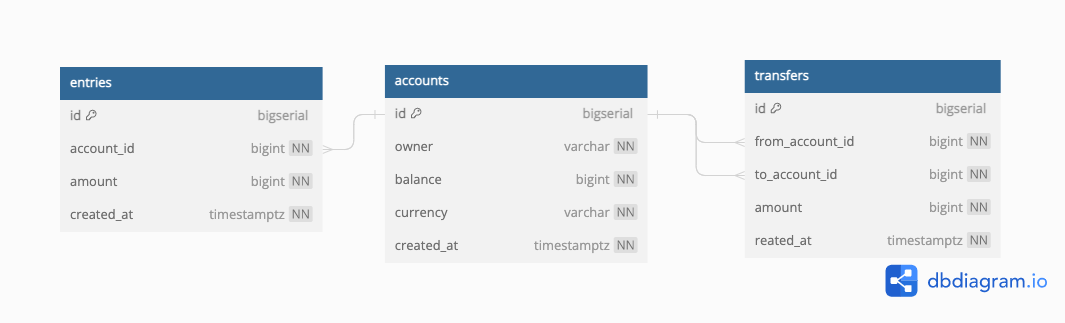 entries
id bigserial
account_id bigint NN
amount bigint NN
created_at timestamptz NN
accounts
id bigserial
owner varchar NN
balance bigint NN
currency varchar NN
created_at timestamptz NN
transfers
id bigserial
from_account_id bigint NN
to_account_id bigint NN
amount bigint NN
reated_at timestamptz NN
dbdiagram.io